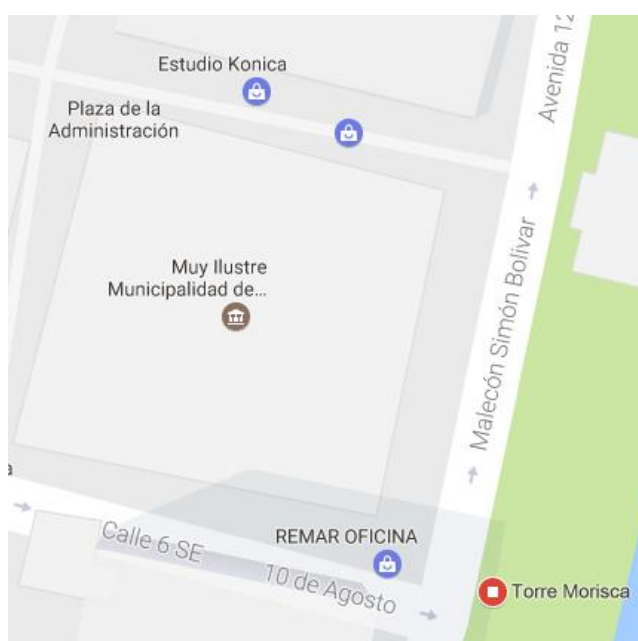 Avenida 12
Estudio Konica
Plaza de la
Administración
Muy Ilustre
Municipalidad de...
Malecón Simón Bolivar
Calle 6 SE
REMAR OFICINA
10 de Agosto
Torre Morisca